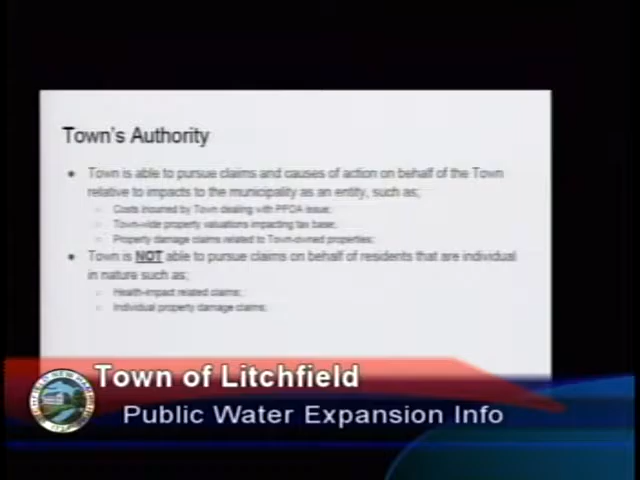 Town's Authority
• Town is able to pursue claims and causes of action on behalf of the Town
relative to impacts to the municipality as an entity, such as;
○ Costs incurred by Town dealing with PFOA issue;
○ Town-wide property valuations impacting tax base;
○ Property damage claims related to Town-owned properties;
• Town is NOT able to pursue claims on behalf of residents that are individual
in nature such as;
○ Health-impact related claims;
○ Individual property damage claims;
Town of Litchfield
Public Water Expansion Info